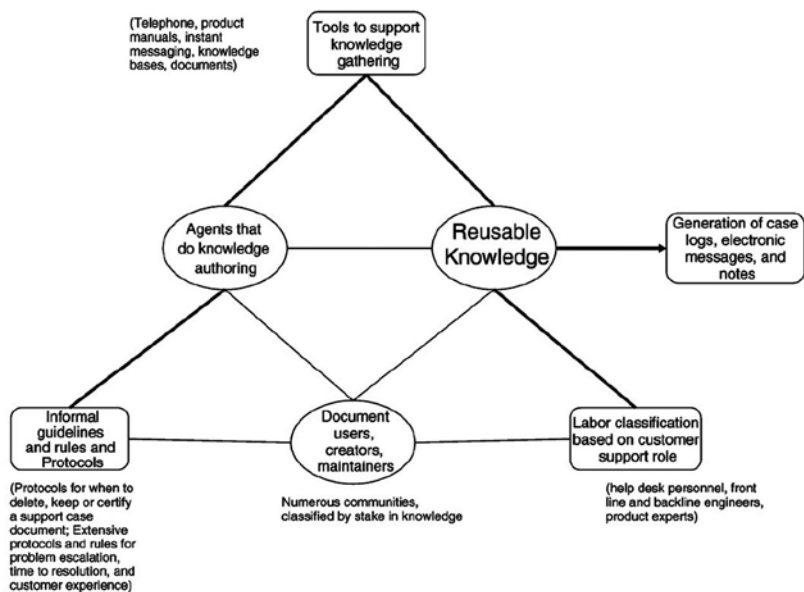 (Telephone, product
manuals, instant
messaging, knowledge
bases, documents)
Tools to support
knowledge
gathering
Agents that
do knowledge
authoring
Reusable
Knowledge
Generation of case
logs, electronic
messages, and
notes
Informal
guidelines
and rules and
Protocols
Document
users,
creators,
maintainers
Labor classification
based on customer
support role
(Protocols for when to
delete, keep or certify
a support case
document; Extensive
protocols and rules for
problem escalation,
time to resolution, and
customer experience)
Numerous communities,
classified by stake in knowledge
(help desk personnel, front
line and backline engineers,
product experts)